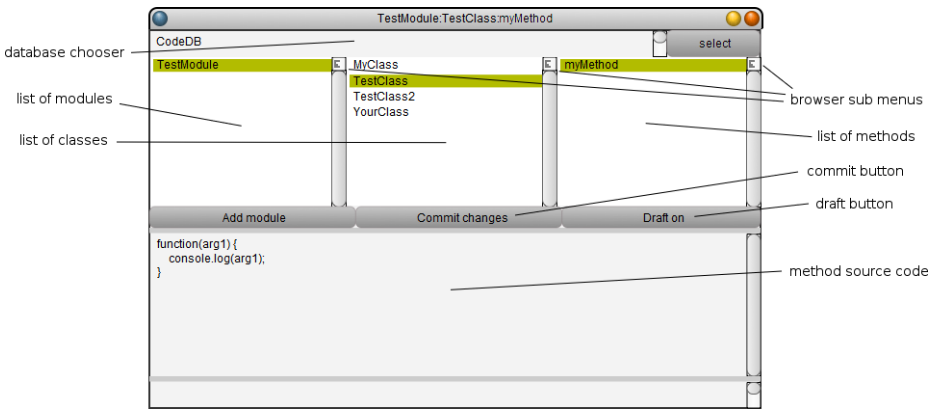 TestModule:TestClass:myMethod
CodeDB
select
database chooser
TestModule
MyClass
myMethod
TestClass
list of modules
TestClass2
browser sub menus
YourClass
list of classes
list of methods
commit button
draft button
Add module
Commit changes
Draft on
function(arg1) {
console.log(arg1);
}
method source code